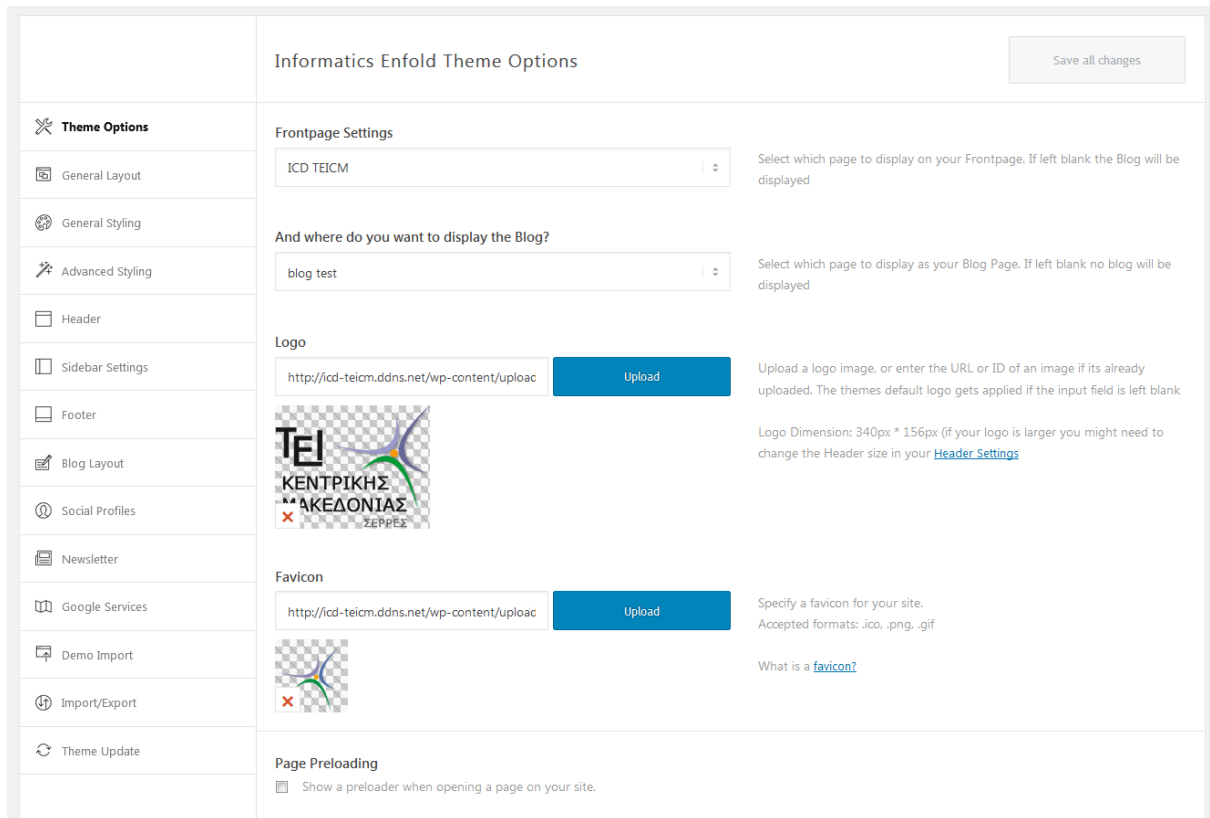 Informatics Enfold Theme Options
Save all changes
Theme Options
General Layout
General Styling
Advanced Styling
Header
Sidebar Settings
Footer
Blog Layout
Social Profiles
Newsletter
Google Services
Demo Import
Import/Export
Theme Update
Frontpage Settings
ICD TEICM
Select which page to display on your Frontpage. If left blank the Blog will be
displayed
And where do you want to display the Blog?
blog test
Select which page to display as your Blog Page. If left blank no blog will be
displayed
Logo
http://icd-teicm.ddns.net/wp-content/upload
Upload
Upload a logo image, or enter the URL or ID of an image if its already
uploaded. The themes default logo gets applied if the input field is left blank
Logo Dimension: 340px * 156px (if your logo is larger you might need to
change the Header size in your Header Settings
ΤΕΙ
ΚΕΝΤΡΙΚΗΣ
ΜΑΚΕΔΟΝΙΑΣ
ΣΕΡΡΕΣ
Favicon
http://icd-teicm.ddns.net/wp-content/upload
Upload
Specify a favicon for your site.
Accepted formats: .ico, .png, .gif
What is a favicon?
Page Preloading
Show a preloader when opening a page on your site.